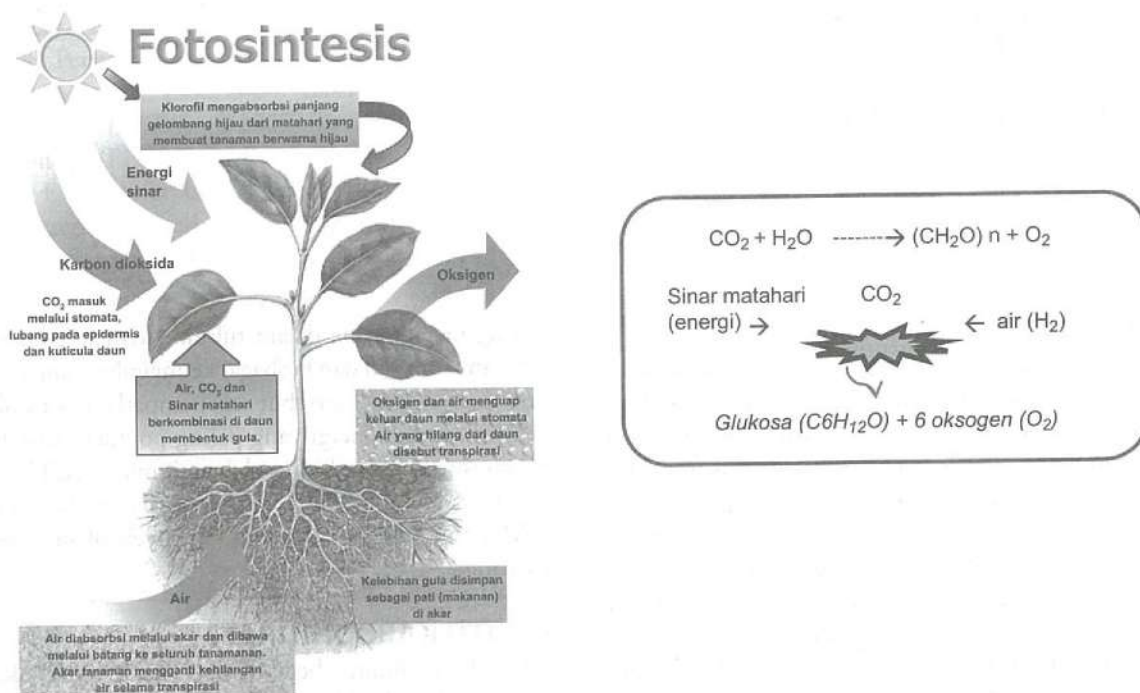 Fotosintesis
Klorofil mengabsorbsi panjang
gelombang hijau dari matahari yang
membuat tanaman berwarna hijau
Energi
sinar
Karbon dioksida
CO₂ masuk
melalui stomata,
lubang pada epidermis
dan kuticula daun
Oksigen
Air, CO₂ dan
Sinar matahari
berkombinasi di daun
membentuk gula.
Oksigen dan air menguap
keluar daun melalui stomata
Air yang hilang dari daun
disebut transpirasi
Air
Kelebihan gula disimpan
sebagai pati (makanan)
di akar
Air diabsorbsi melalui akar dan dibawa
melalui batang ke seluruh tanamanan.
Akar tanaman mengganti kehilangan
air selama transpirasi
CO₂ + H₂O --------→ (CH₂O) n + O₂
Sinar matahari
(energi) →
CO₂
← air (H₂)
Glukosa (C6H₁₂O) + 6 oksogen (O₂)